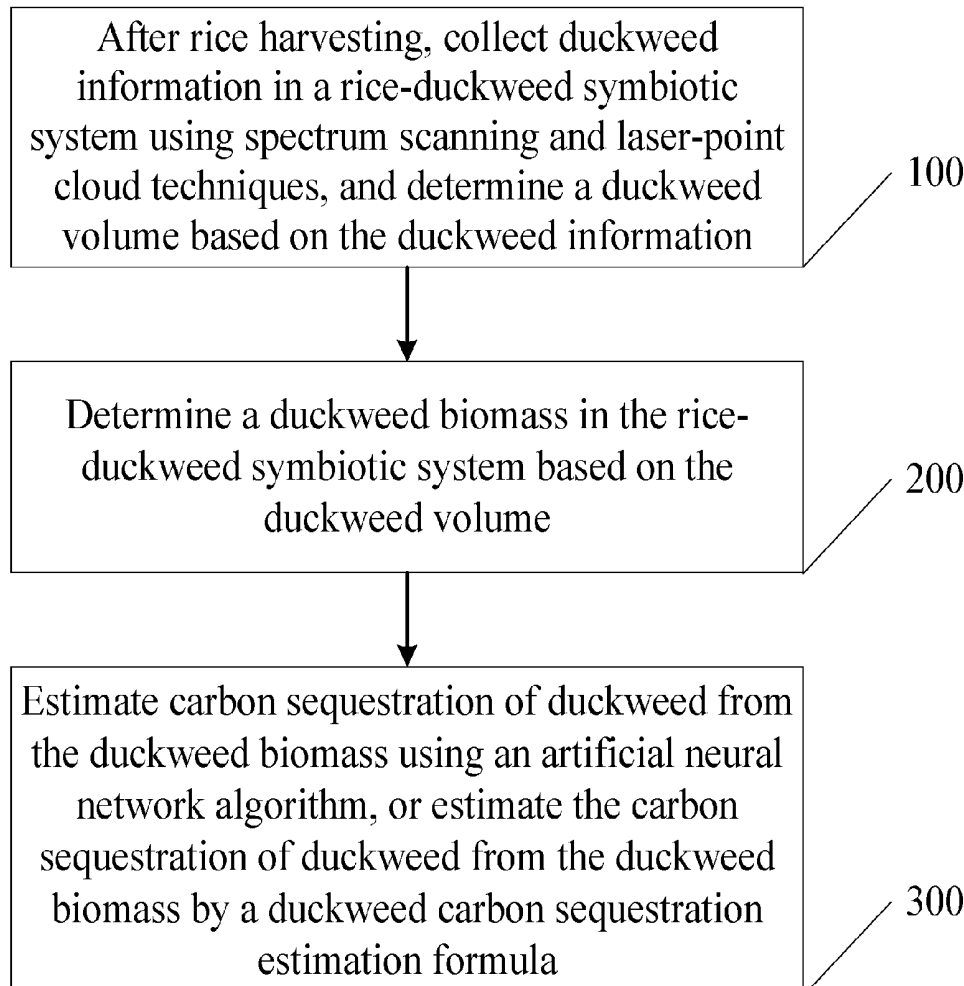 After rice harvesting, collect duckweed
information in a rice-duckweed symbiotic
system using spectrum scanning and laser-point
cloud techniques, and determine a duckweed
volume based on the duckweed information
100
Determine a duckweed biomass in the rice-
duckweed symbiotic system based on the
duckweed volume
200
Estimate carbon sequestration of duckweed from
the duckweed biomass using an artificial neural
network algorithm, or estimate the carbon
sequestration of duckweed from the duckweed
biomass by a duckweed carbon sequestration
estimation formula
300